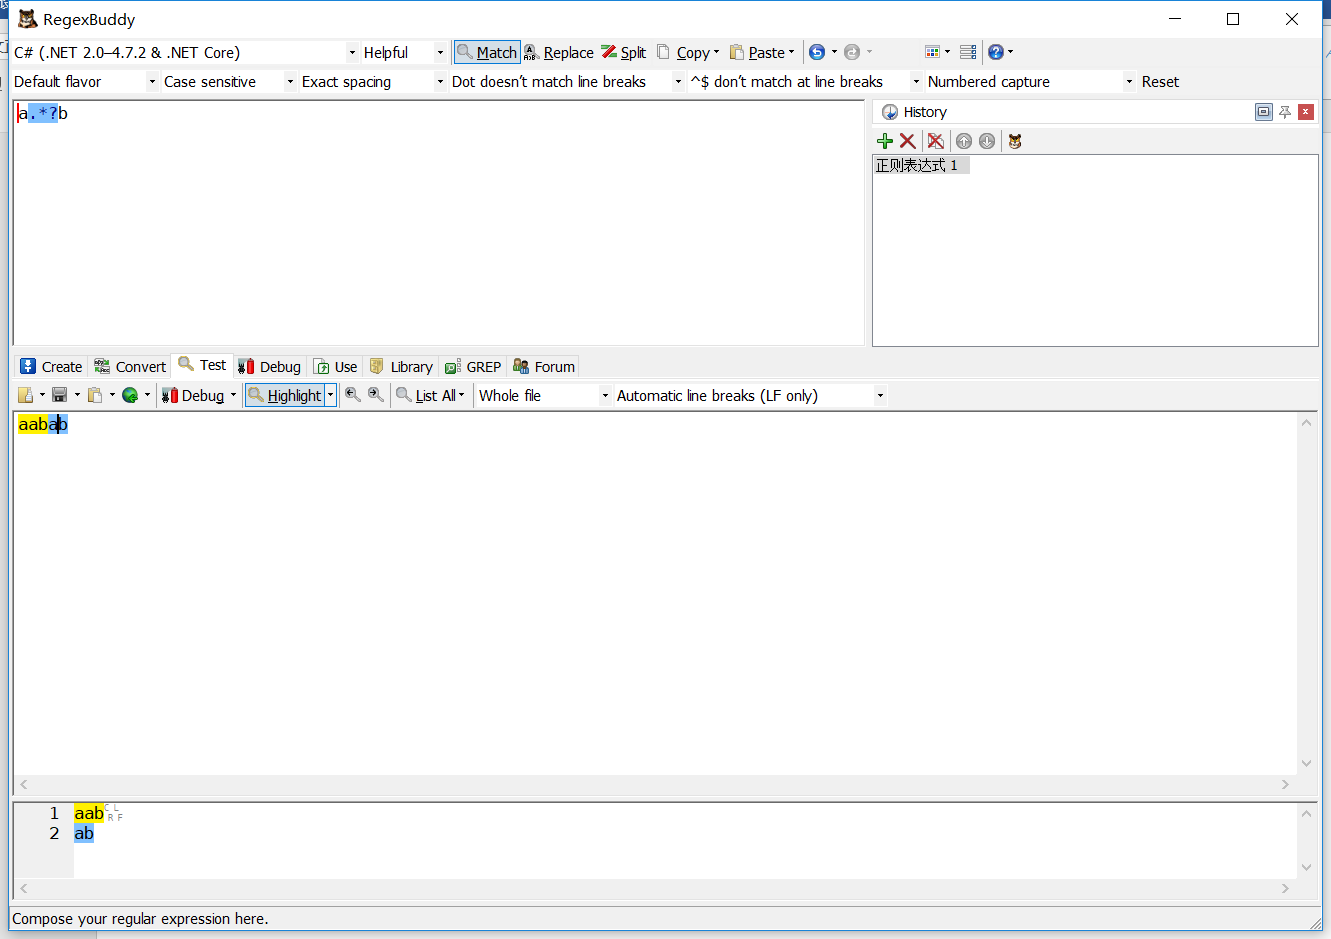 RegexBuddy
C# (.NET 2.0–4.7.2 & .NET Core) Helpful Match Replace Split Copy Paste
Default flavor Case sensitive Exact spacing Dot doesn't match line breaks ^$ don't match at line breaks Numbered capture Reset
a.*?b
History
正则表达式 1
Create Convert Test Debug Use Library GREP Forum
Debug Highlight List All Whole file Automatic line breaks (LF only)
aabab
1 aabCRLF
2 ab
Compose your regular expression here.